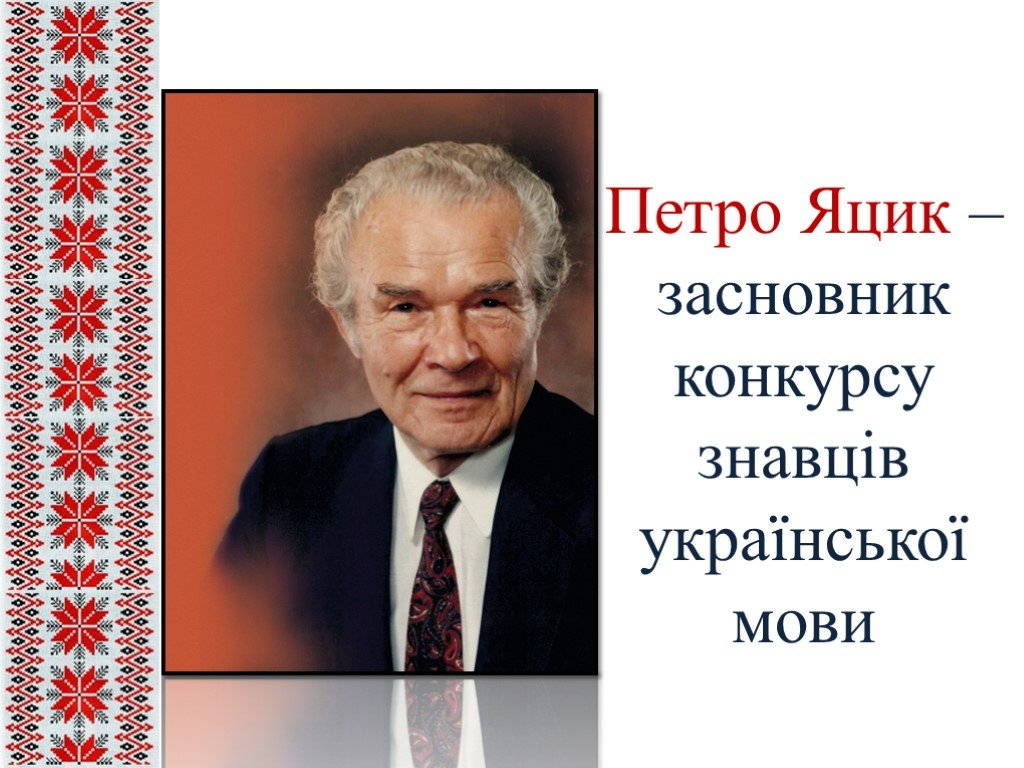 Петро Яцик –
засновник
конкурсу
знавців
української
мови